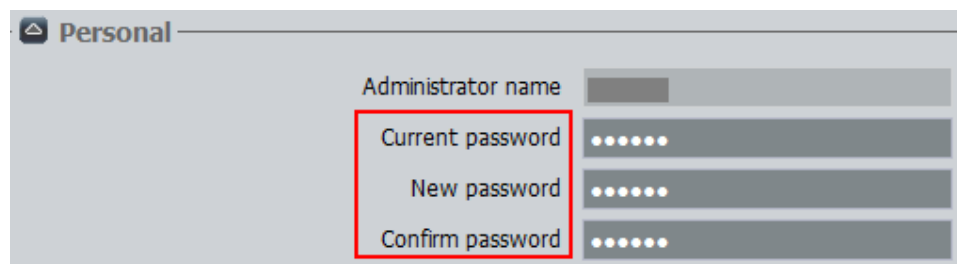 Personal
Administrator name
Current password ••••••
New password ••••••
Confirm password ••••••